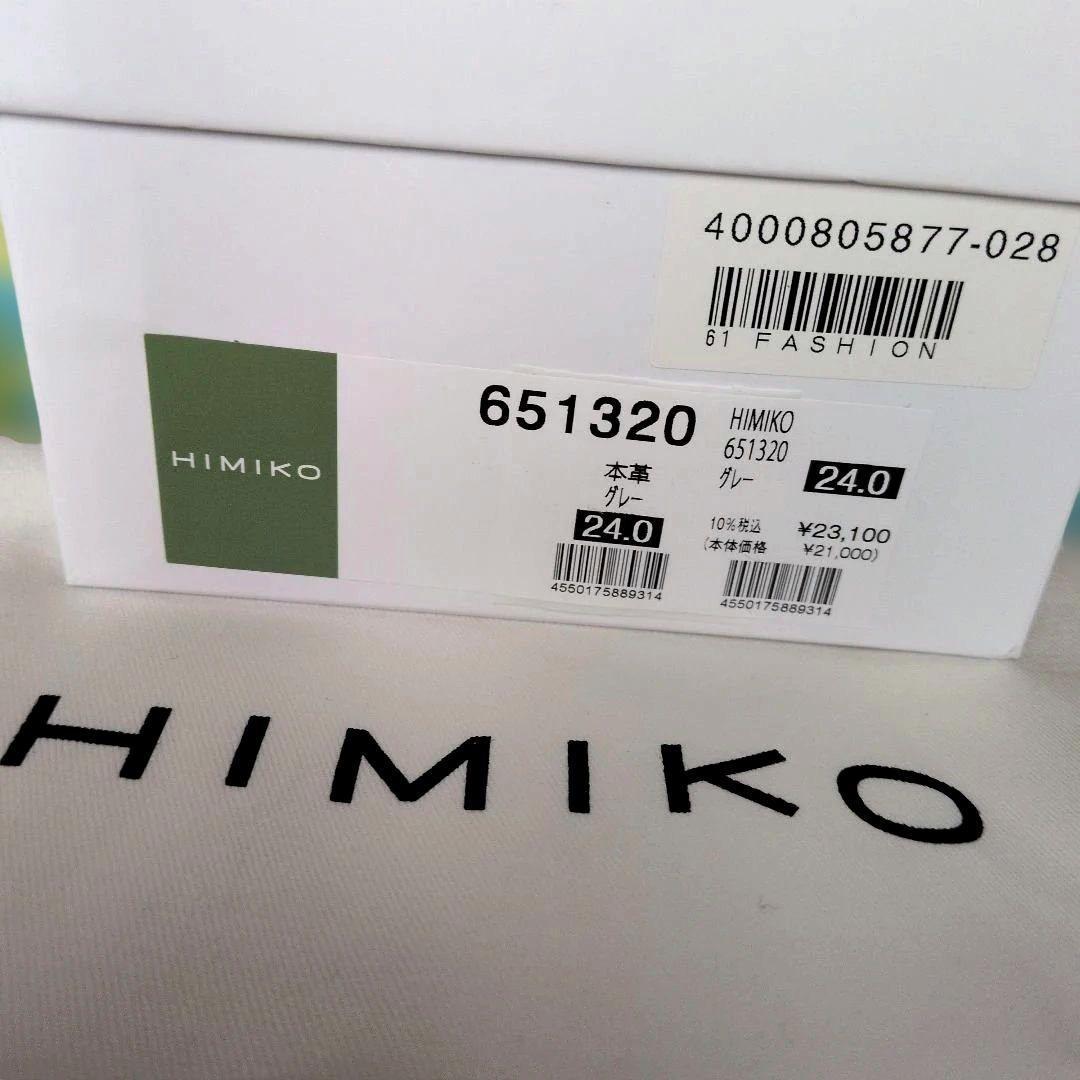 4000805877-028
61 FASHION
HIMIKO
651320
本革
グレー
24.0
4550175889314
HIMIKO
651320
グレー
24.0
10%税込 ¥23,100
(本体価格 ¥21,000)
4550175889314
HIMIKO